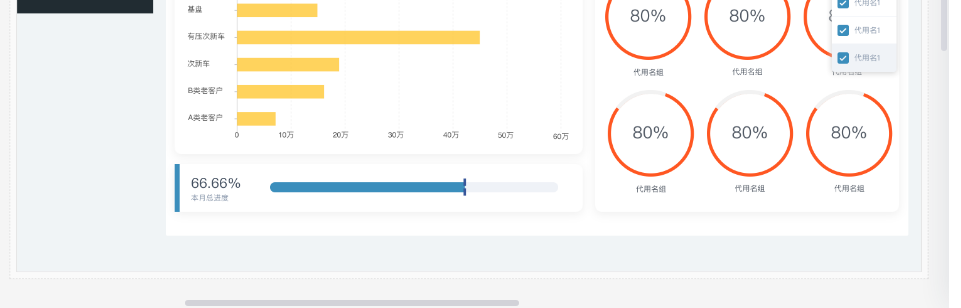 基盘
有压次新车
次新车
B类老客户
A类老客户
0 10万 20万 30万 40万 50万 60万
66.66%
本月总进度
80% 80%
代用名1
代用名1
代用名1
代用名组 代用名组
80% 80% 80%
代用名组 代用名组 代用名组